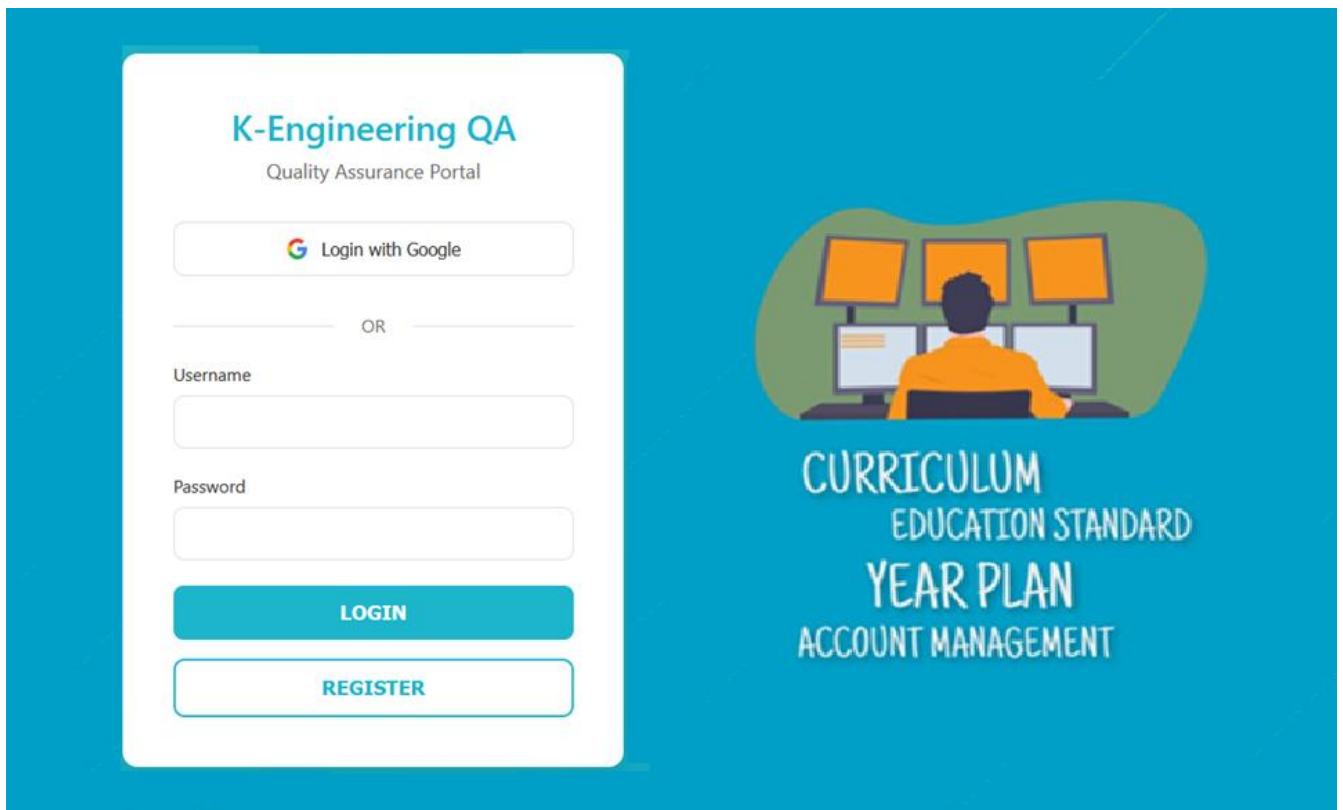 K-Engineering QA
Quality Assurance Portal
Login with Google
OR
Username
Password
LOGIN
REGISTER
CURRICULUM
EDUCATION STANDARD
YEAR PLAN
ACCOUNT MANAGEMENT